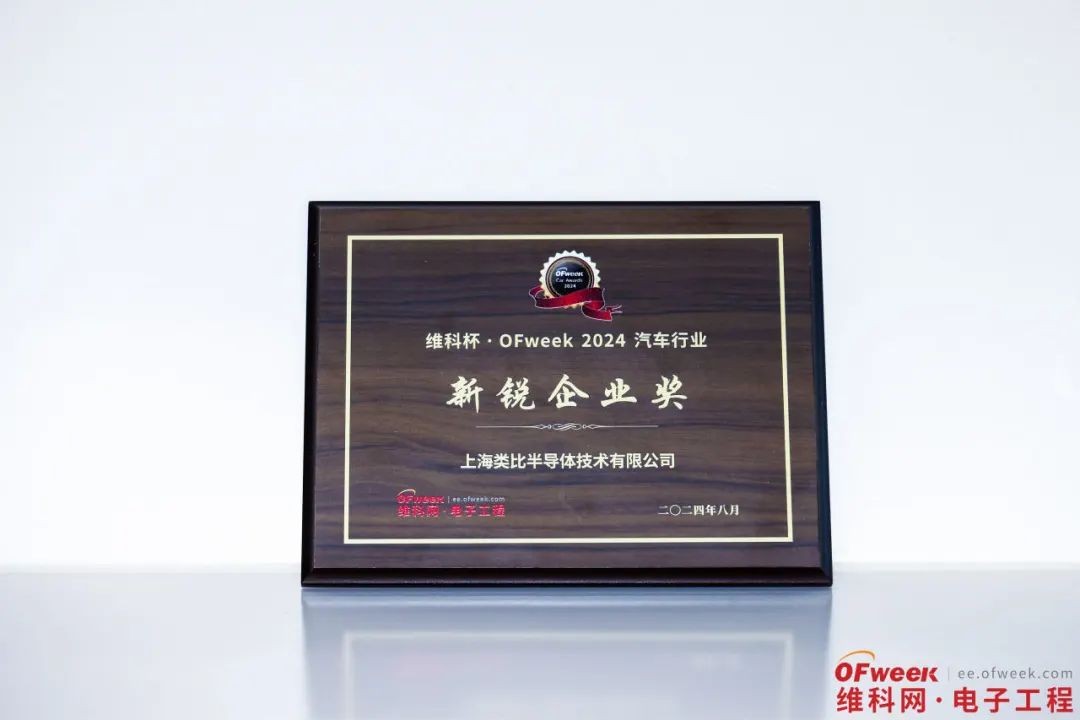 OFweek
Car Awards
2024
维科杯·OFweek 2024 汽车行业
新锐企业奖
上海类比半导体技术有限公司
OFweek | ee.ofweek.com
维科网·电子工程
二〇二四年八月
OFweek | ee.ofweek.com
维科网·电子工程